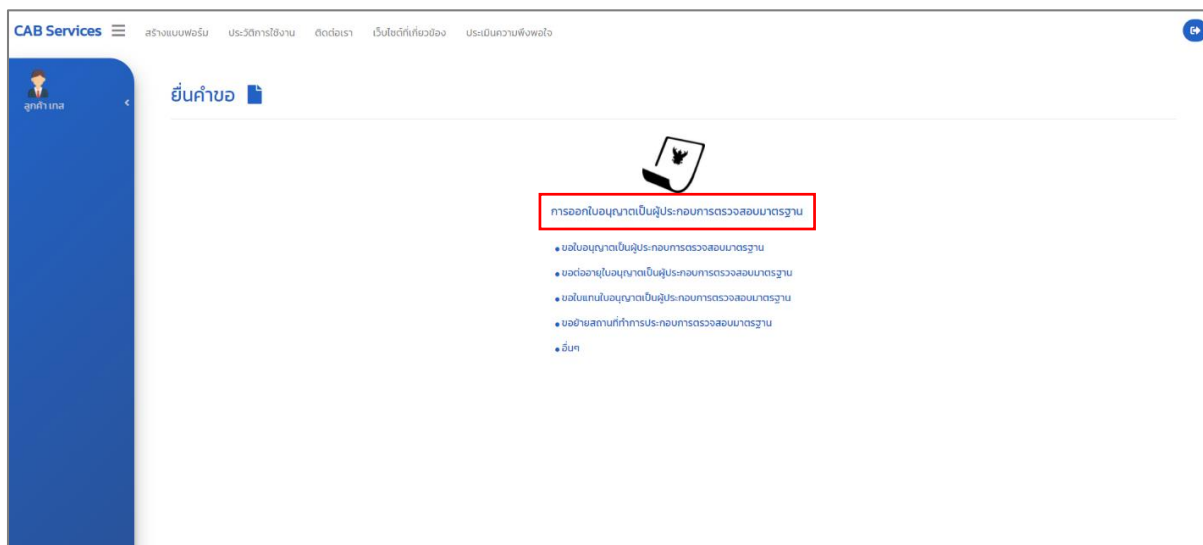 CAB Services สร้างแบบฟอร์ม ประวัติการใช้งาน ติดต่อเรา เว็บไซต์ที่เกี่ยวข้อง ประเมินความพึงพอใจ
ลูกค้า เทส
ยื่นคำขอ
การออกใบอนุญาตเป็นผู้ประกอบการตรวจสอบมาตรฐาน
• ขอใบอนุญาตเป็นผู้ประกอบการตรวจสอบมาตรฐาน
• ขอต่ออายุใบอนุญาตเป็นผู้ประกอบการตรวจสอบมาตรฐาน
• ขอใบแทนใบอนุญาตเป็นผู้ประกอบการตรวจสอบมาตรฐาน
• ขอย้ายสถานที่ทำการประกอบการตรวจสอบมาตรฐาน
• อื่นๆ